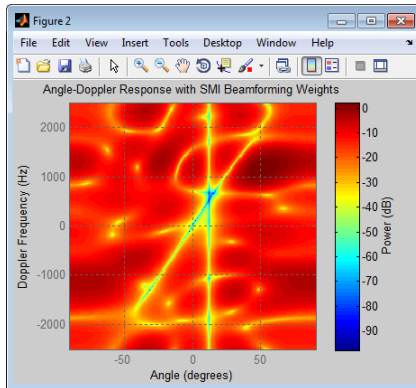 Figure 2
File Edit View Insert Tools Desktop Window Help
Angle-Doppler Response with SMI Beamforming Weights
Doppler Frequency (Hz)
2000
1000
0
-1000
-2000
-50 0 50
Angle (degrees)
0
-10
-20
-30
-40
-50
-60
-70
-80
-90
Power (dB)